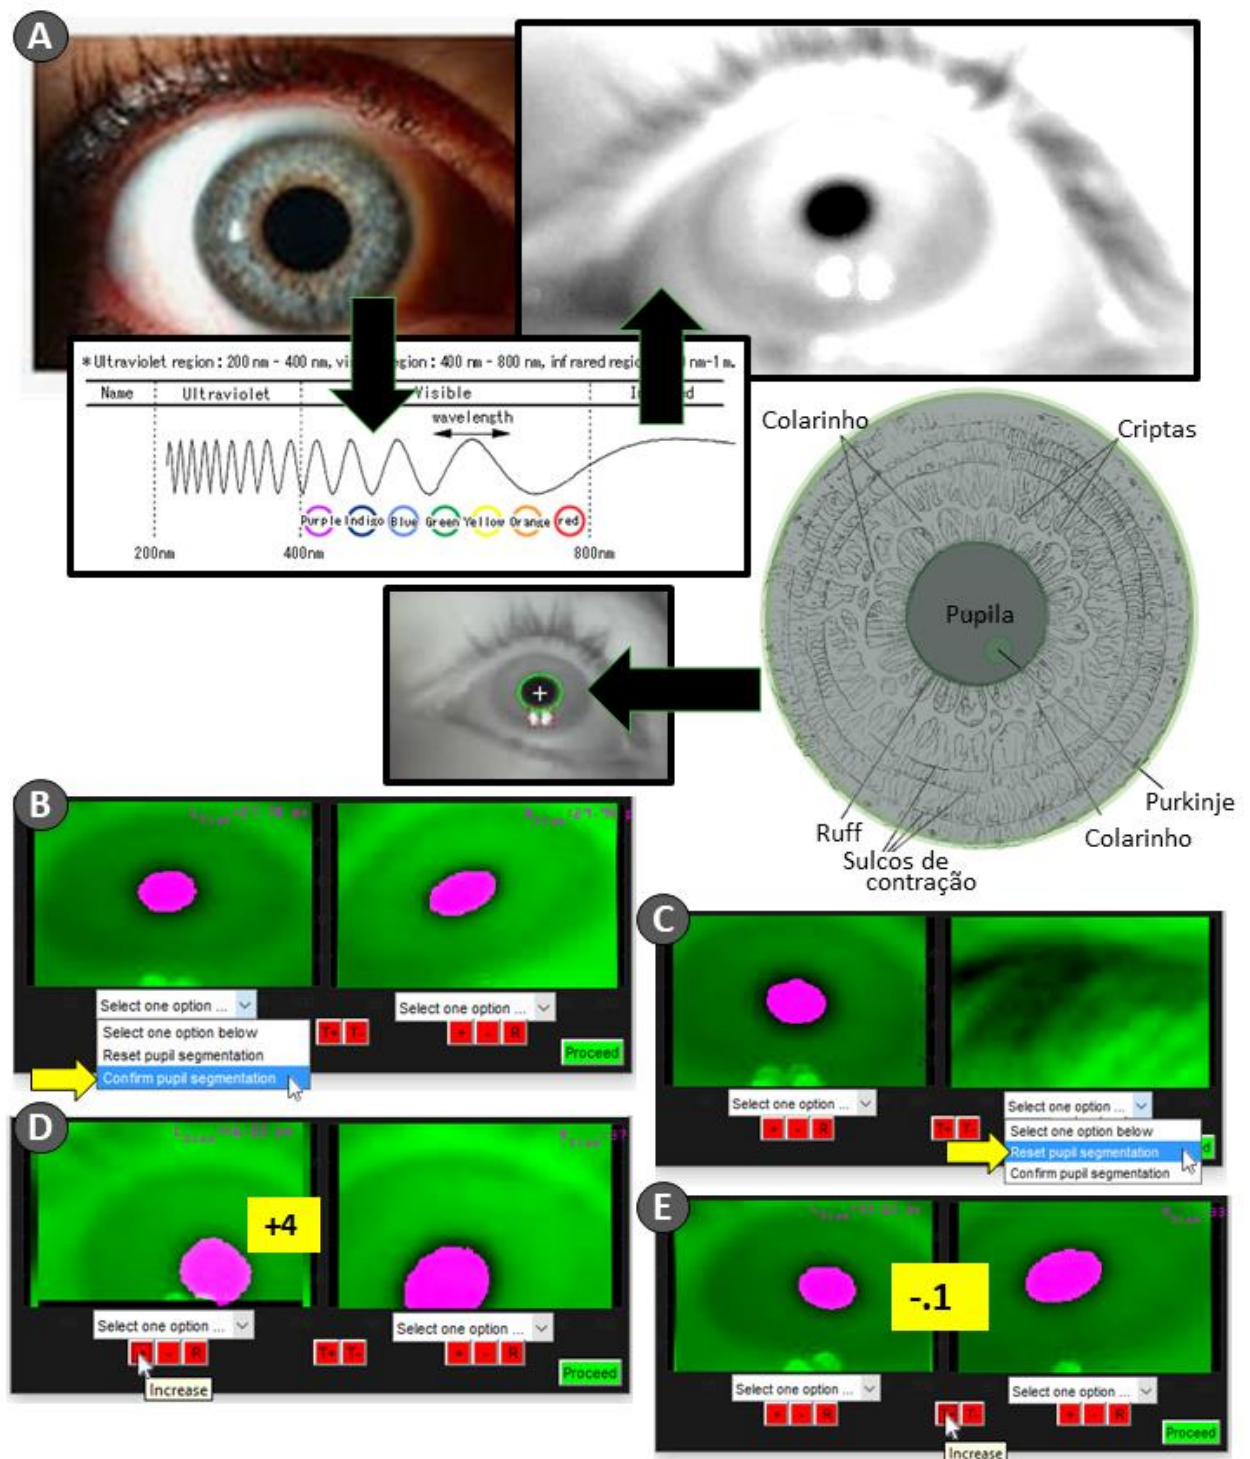 A
*Ultraviolet region: 200 nm - 400 nm, vi egion: 400 nm - 800 nm, infrared regi nm-1 m.
Name Ultraviolet Visible In d
wavelength
Purple Indigo Blue Green Yellow Orange red
200nm 400nm 800nm
Colarinho
Criptas
Pupila
Purkinje
Ruff
Colarinho
Sulcos de
contração
B
Select one option ...
Select one option ...
Select one option below
Reset pupil segmentation
Confirm pupil segmentation
T+ T-
+ - R
Proceed
C
Select one option ...
Select one option ...
+ - R
T+ T-
Select one option below
Reset pupil segmentation
Confirm pupil segmentation
d
D
+4
Select one option ...
Select one option ...
+ - R
T+ T-
+ - R
Increase
Proceed
E
-.1
Select one option ...
Select one option ...
+ - R
T-
+ - R
Increase
Proceed